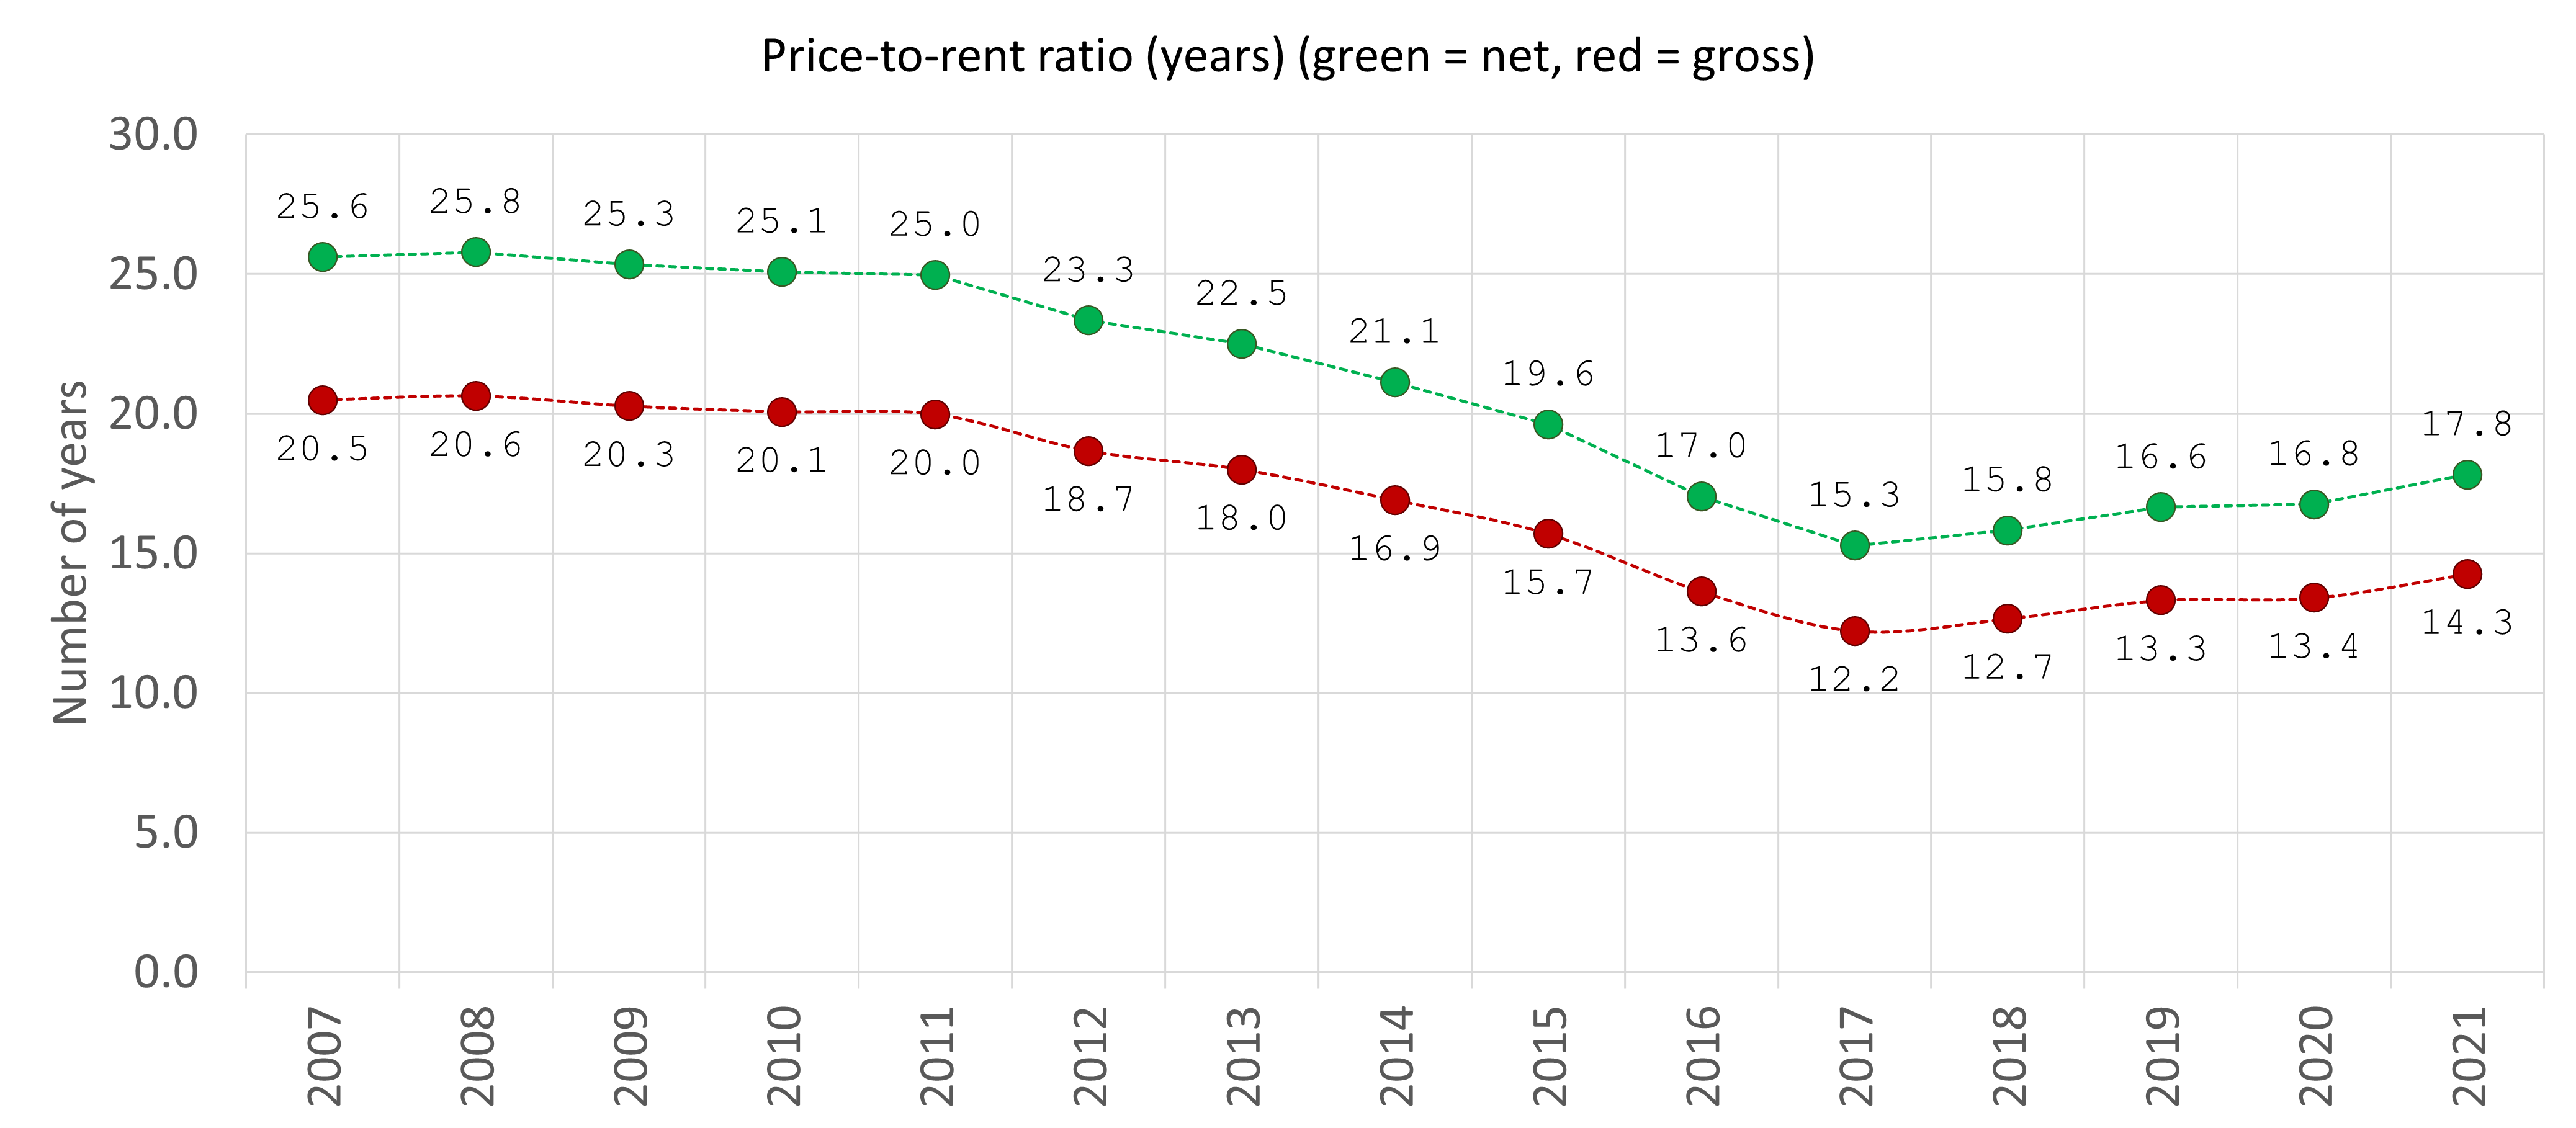 Price-to-rent ratio (years) (green = net, red = gross)
Number of years
30.0
25.0
20.0
15.0
10.0
5.0
0.0
25.6 25.8 25.3 25.1 25.0 23.3 22.5 21.1 19.6 17.0 15.3 15.8 16.6 16.8 17.8
20.5 20.6 20.3 20.1 20.0 18.7 18.0 16.9 15.7 13.6 12.2 12.7 13.3 13.4 14.3
2007 2008 2009 2010 2011 2012 2013 2014 2015 2016 2017 2018 2019 2020 2021